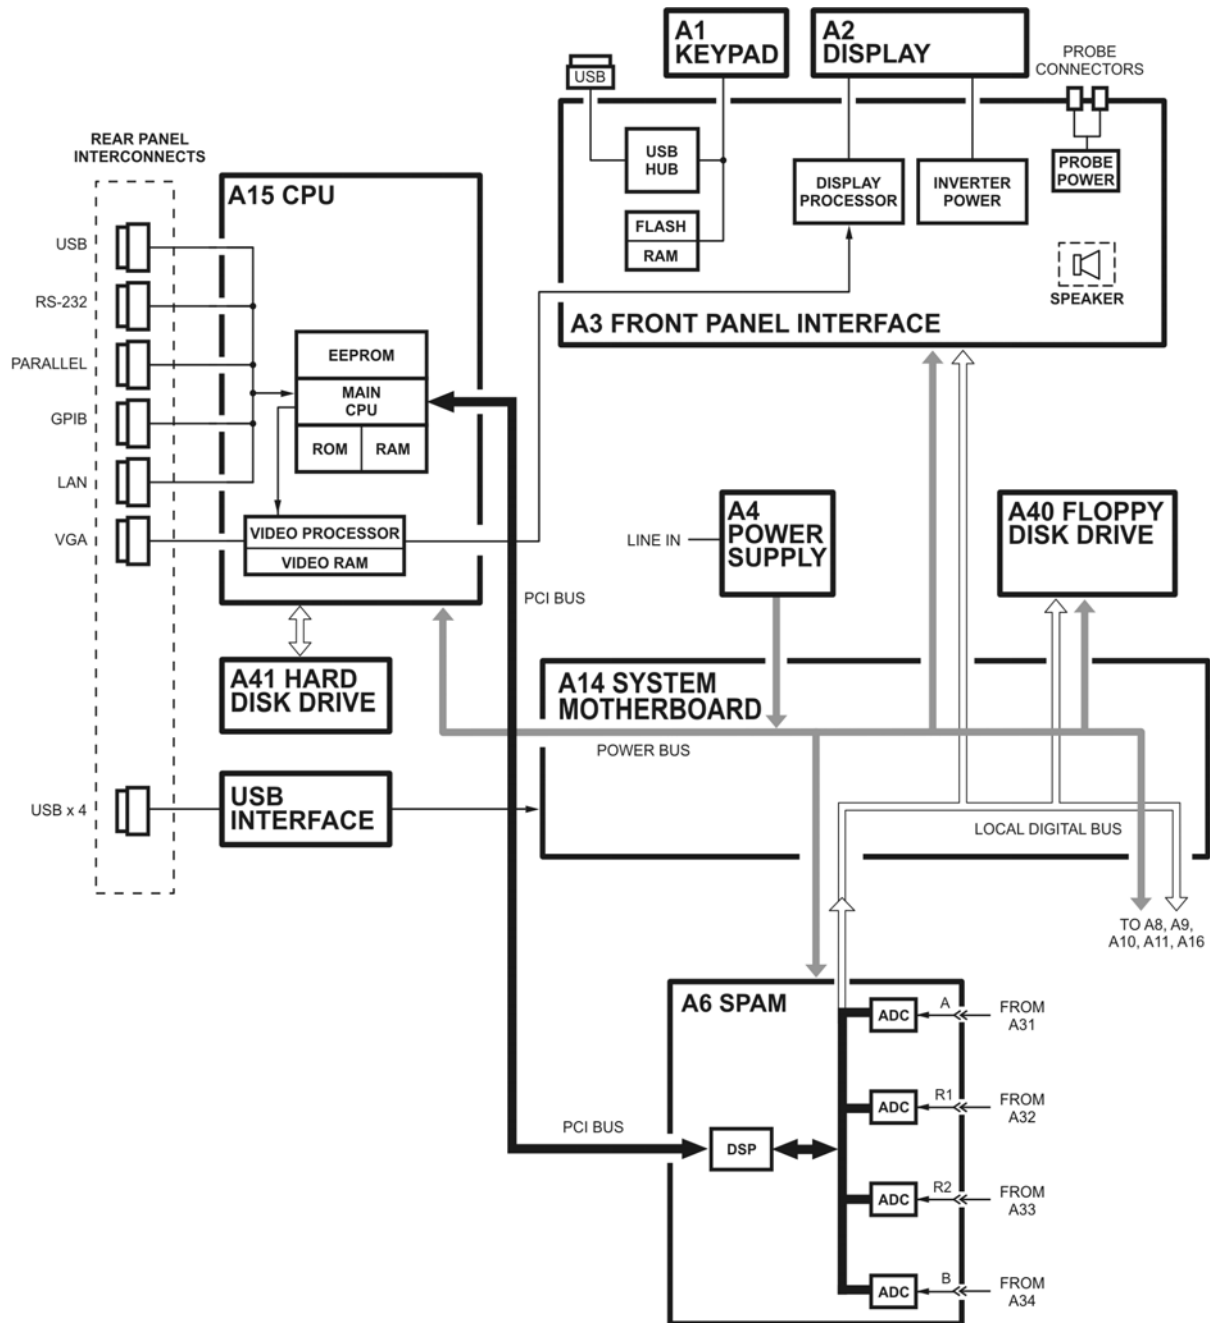 A1
KEYPAD
A2
DISPLAY
PROBE
CONNECTORS
USB
REAR PANEL
INTERCONNECTS
USB
HUB
DISPLAY
PROCESSOR
INVERTER
POWER
PROBE
POWER
FLASH
RAM
SPEAKER
A3 FRONT PANEL INTERFACE
A15 CPU
USB
RS-232
PARALLEL
GPIB
LAN
VGA
EEPROM
MAIN
CPU
ROM
RAM
VIDEO PROCESSOR
VIDEO RAM
PCI BUS
LINE IN
A4
POWER
SUPPLY
A40 FLOPPY
DISK DRIVE
A41 HARD
DISK DRIVE
A14 SYSTEM
MOTHERBOARD
POWER BUS
USB x 4
USB
INTERFACE
LOCAL DIGITAL BUS
TO A8, A9,
A10, A11, A16
A6 SPAM
ADC
A
FROM
A31
ADC
R1
FROM
A32
PCI BUS
DSP
ADC
R2
FROM
A33
ADC
B
FROM
A34